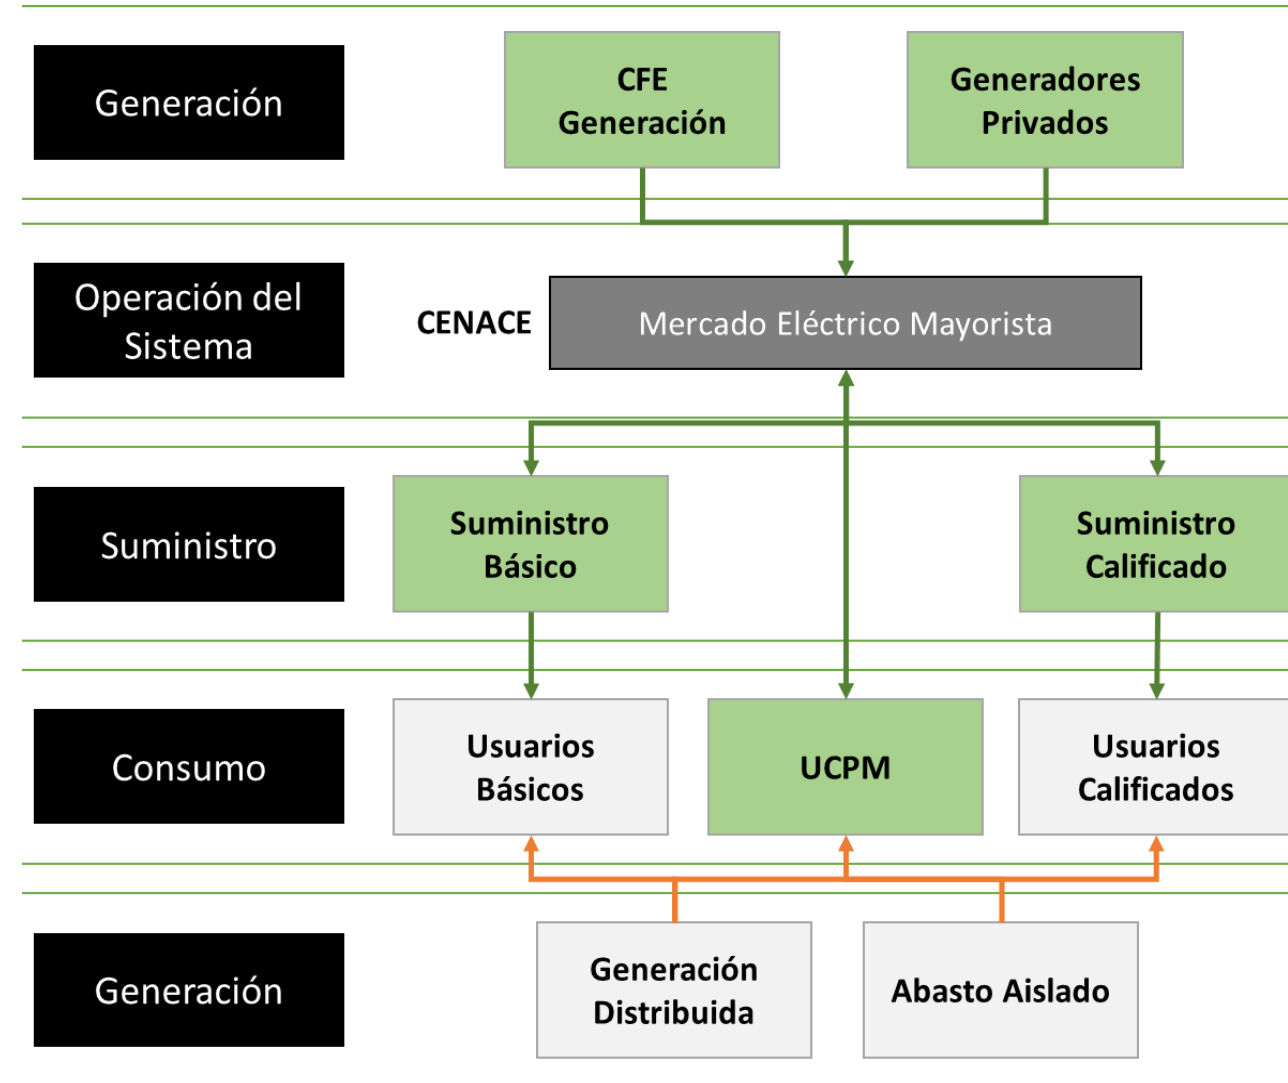 Generación
CFE
Generación
Generadores
Privados
Operación del
Sistema
CENACE
Mercado Eléctrico Mayorista
Suministro
Suministro
Básico
Suministro
Calificado
Consumo
Usuarios
Básicos
UCPM
Usuarios
Calificados
Generación
Generación
Distribuida
Abasto Aislado